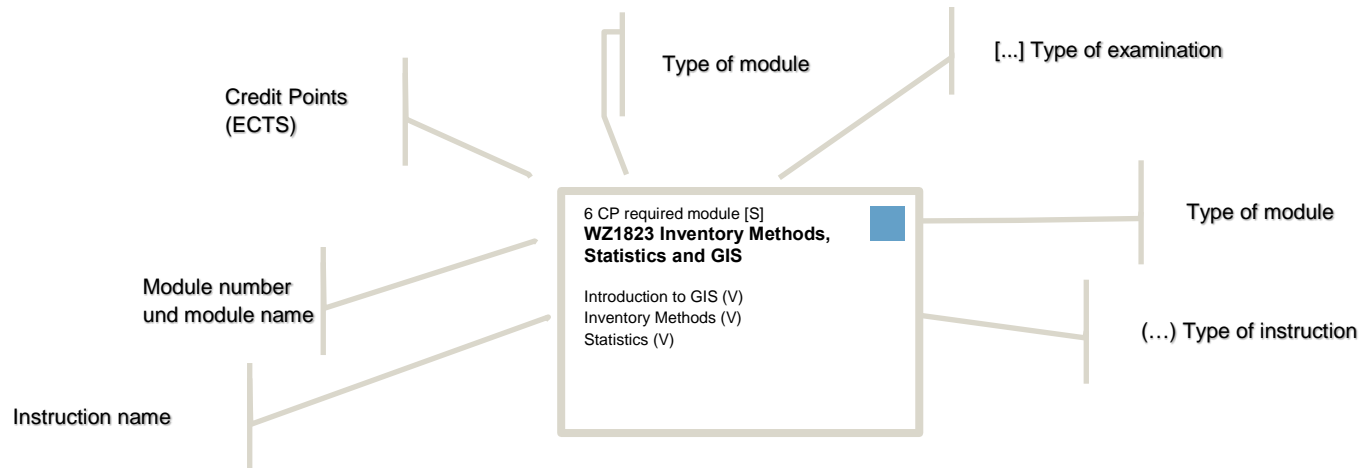 Type of module
[...] Type of examination
Credit Points
(ECTS)
6 CP required module [S]
WZ1823 Inventory Methods,
Statistics and GIS
Type of module
Introduction to GIS (V)
Inventory Methods (V)
Statistics (V)
Module number
und module name
(…) Type of instruction
Instruction name